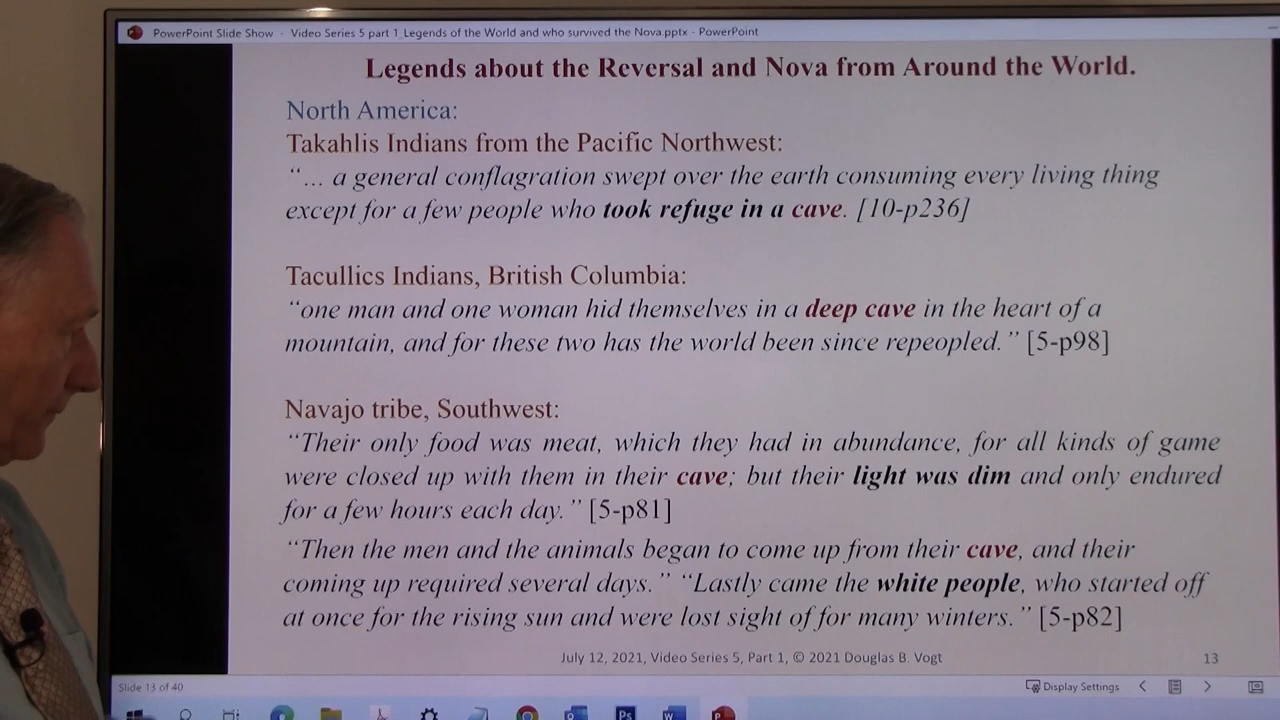 PowerPoint Slide Show - Video Series 5 part 1_Legends of the World and who survived the Nova.pptx - PowerPoint
Legends about the Reversal and Nova from Around the World.
North America:
Takahlis Indians from the Pacific Northwest:
“... a general conflagration swept over the earth consuming every living thing
except for a few people who took refuge in a cave. [10-p236]
Tacullics Indians, British Columbia:
“one man and one woman hid themselves in a deep cave in the heart of a
mountain, and for these two has the world been since repeopled.” [5-p98]
Navajo tribe, Southwest:
“Their only food was meat, which they had in abundance, for all kinds of game
were closed up with them in their cave; but their light was dim and only endured
for a few hours each day.” [5-p81]
“Then the men and the animals began to come up from their cave, and their
coming up required several days.” “Lastly came the white people, who started off
at once for the rising sun and were lost sight of for many winters.” [5-p82]
July 12, 2021, Video Series 5, Part 1, © 2021 Douglas B. Vogt
13
Slide 13 of 40
Display Settings